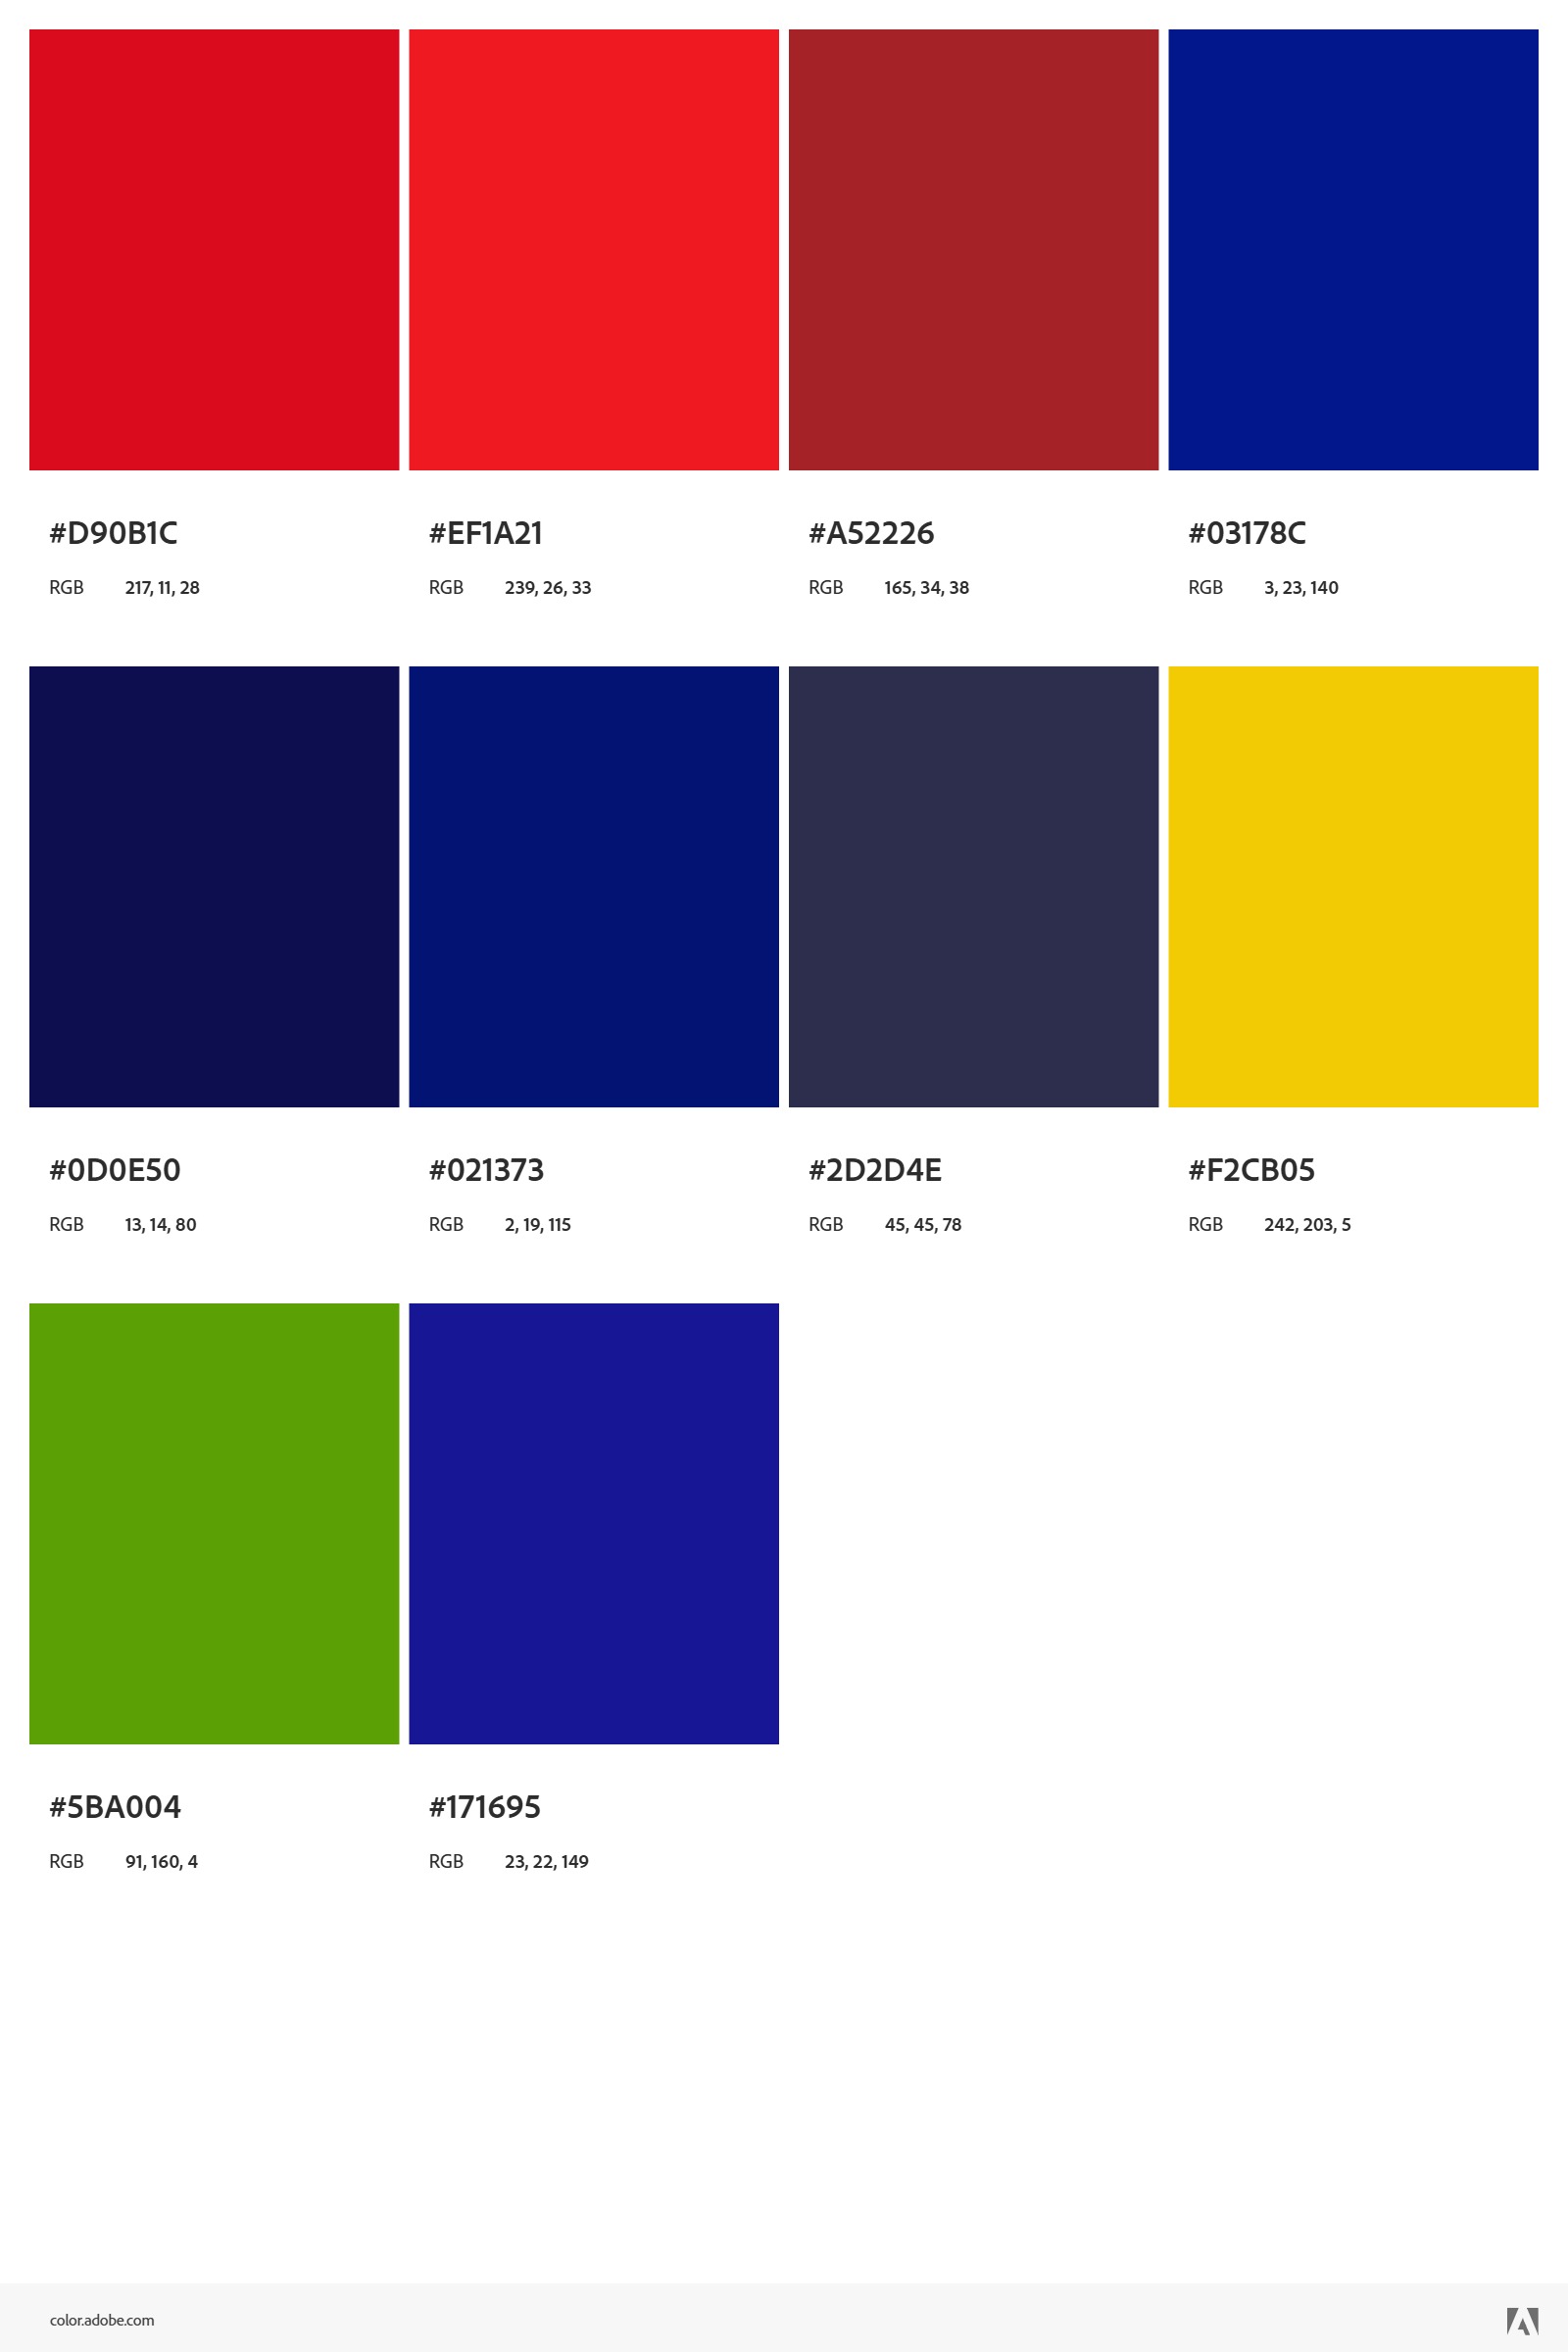 #D90B1C #EF1A21 #A52226 #03178C
RGB 217, 11, 28 RGB 239, 26, 33 RGB 165, 34, 38 RGB 3, 23, 140
#0D0E50 #021373 #2D2D4E #F2CB05
RGB 13, 14, 80 RGB 2, 19, 115 RGB 45, 45, 78 RGB 242, 203, 5
#5BA004 #171695
RGB 91, 160, 4 RGB 23, 22, 149
color.adobe.com